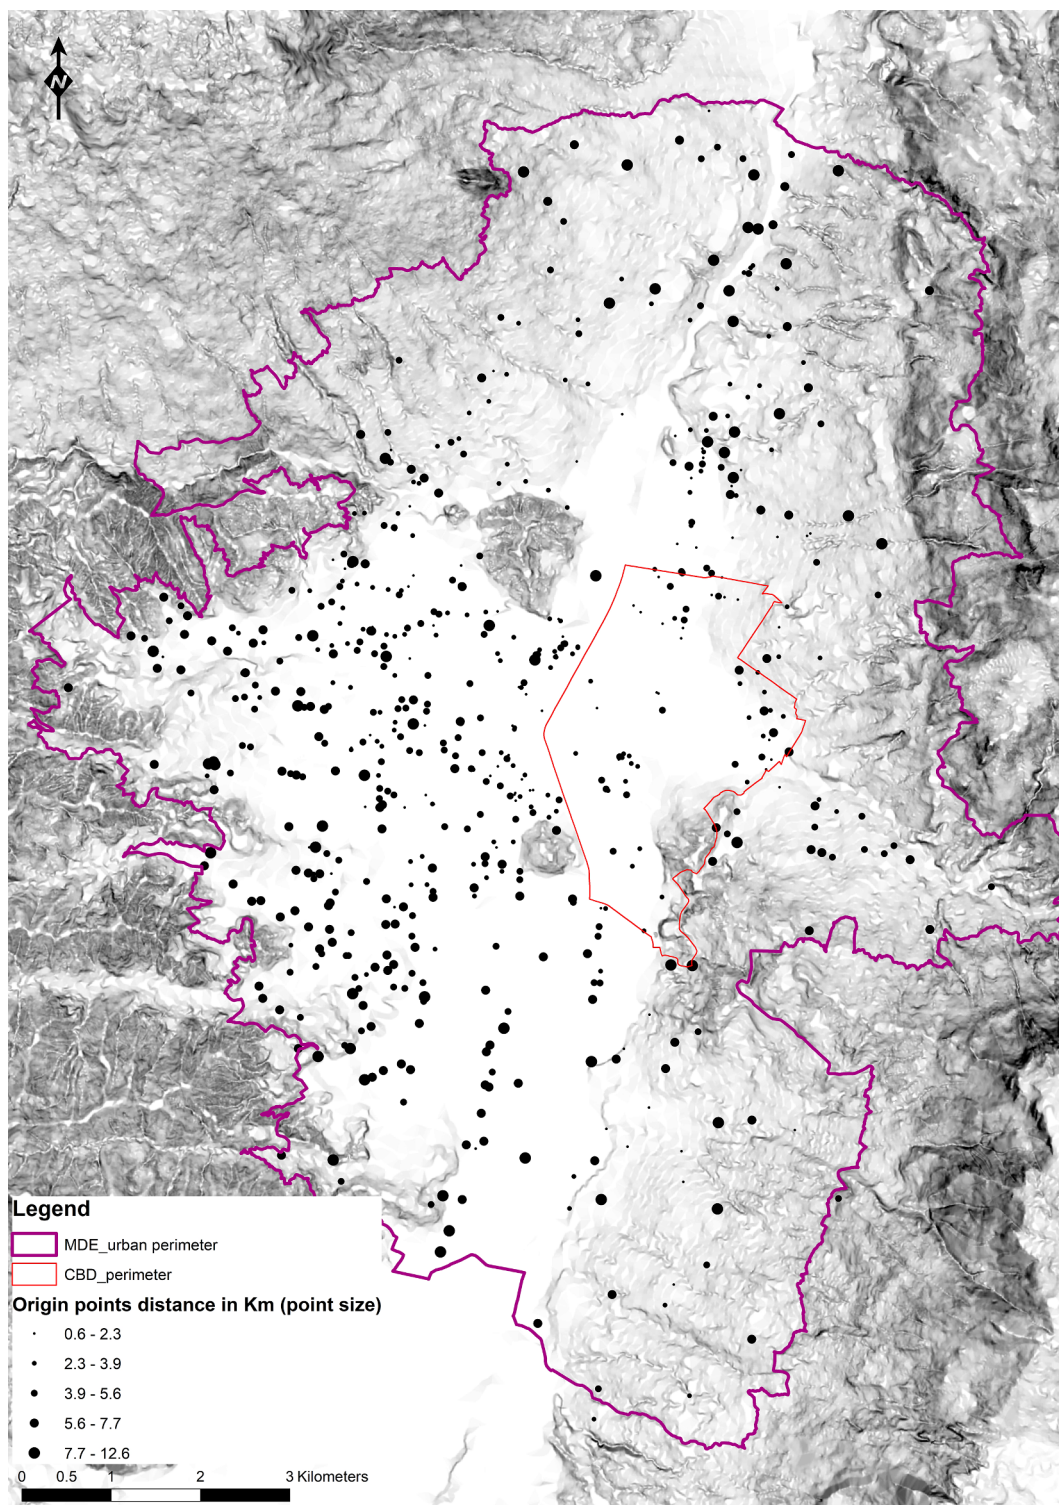 N
Legend
MDE_urban perimeter
CBD_perimeter
Origin points distance in Km (point size)
0.6 - 2.3
2.3 - 3.9
3.9 - 5.6
5.6 - 7.7
7.7 - 12.6
0 0.5 1 2 3 Kilometers